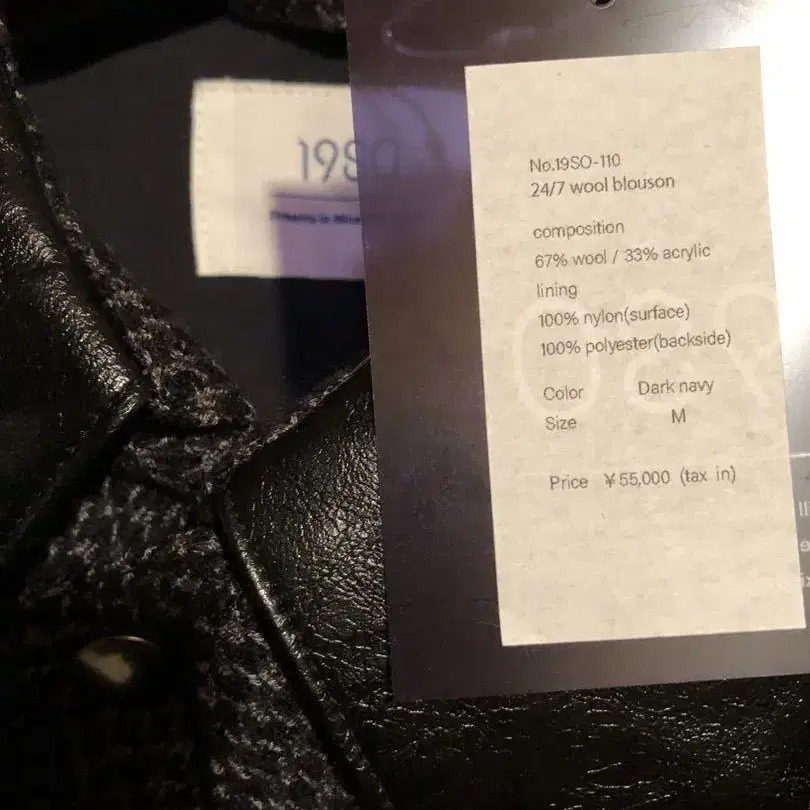 19SO
No.19SO-110
24/7 wool blouson
composition
67% wool / 33% acrylic
lining
100% nylon(surface)
100% polyester(backside)
Color Dark navy
Size M
Price ¥55,000 (tax in)